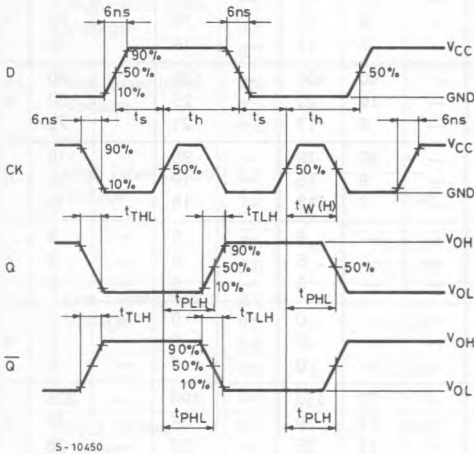 6ns 6ns
D 90% 50% 10% 50% VCC GND
ts th ts th
6ns 6ns
CK 90% 10% 50% 50% VCC GND
tW (H)
tTHL tTLH
Q 90% 50% 10% 50% VOH VOL
tPLH tPHL
tTLH tTLH
Q 90% 50% 10% VOH VOL
tPHL tPLH
S-10450